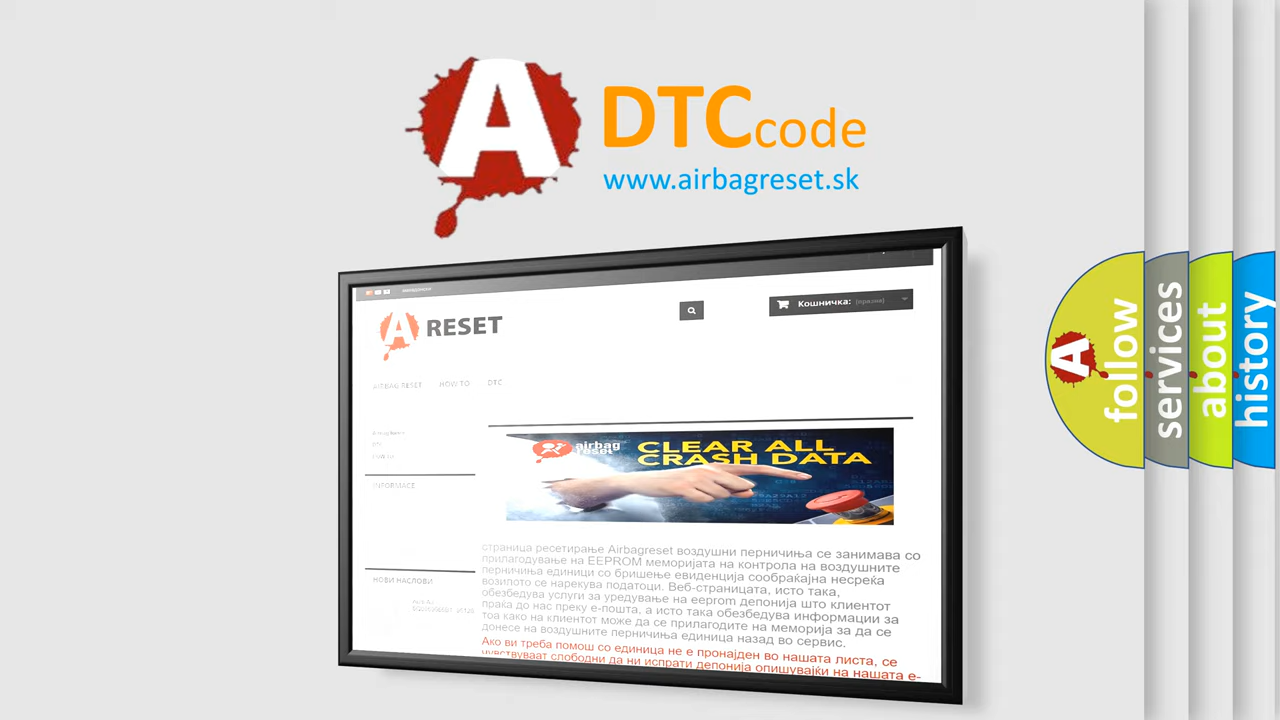 A
DTCcode
www.airbagreset.sk
Кошничка: (празни)
A RESET
AIRBAG RESET HOW TO DTC
airbag reset
CLEAR ALL
CRASH DATA
INFORMACE
страница ресетирање Airbagreset воздушни перничиња се занимава со
прилагодување на EEPROM меморијата на контрола на воздушните
перничиња единици со бришење евиденција сообраќајна несреќа
возилото се нарекува податоци. Веб-страницата, исто така,
обезбедува услуги за уредување на eeprom депонија што клиентот
праќа до нас преку е-пошта, а исто така обезбедува информации за
тоа како на клиентот може да се прилагодите на меморија за да се
донесе на воздушните перничиња единица назад во сервис.
Ако ви треба помош со единица не е пронајден во нашата листа, се
чувствуваат слободни да ни испрати депонија опишувајќи на нашата е-
НОВИ НАСЛОВИ
A
follow
services
about
history